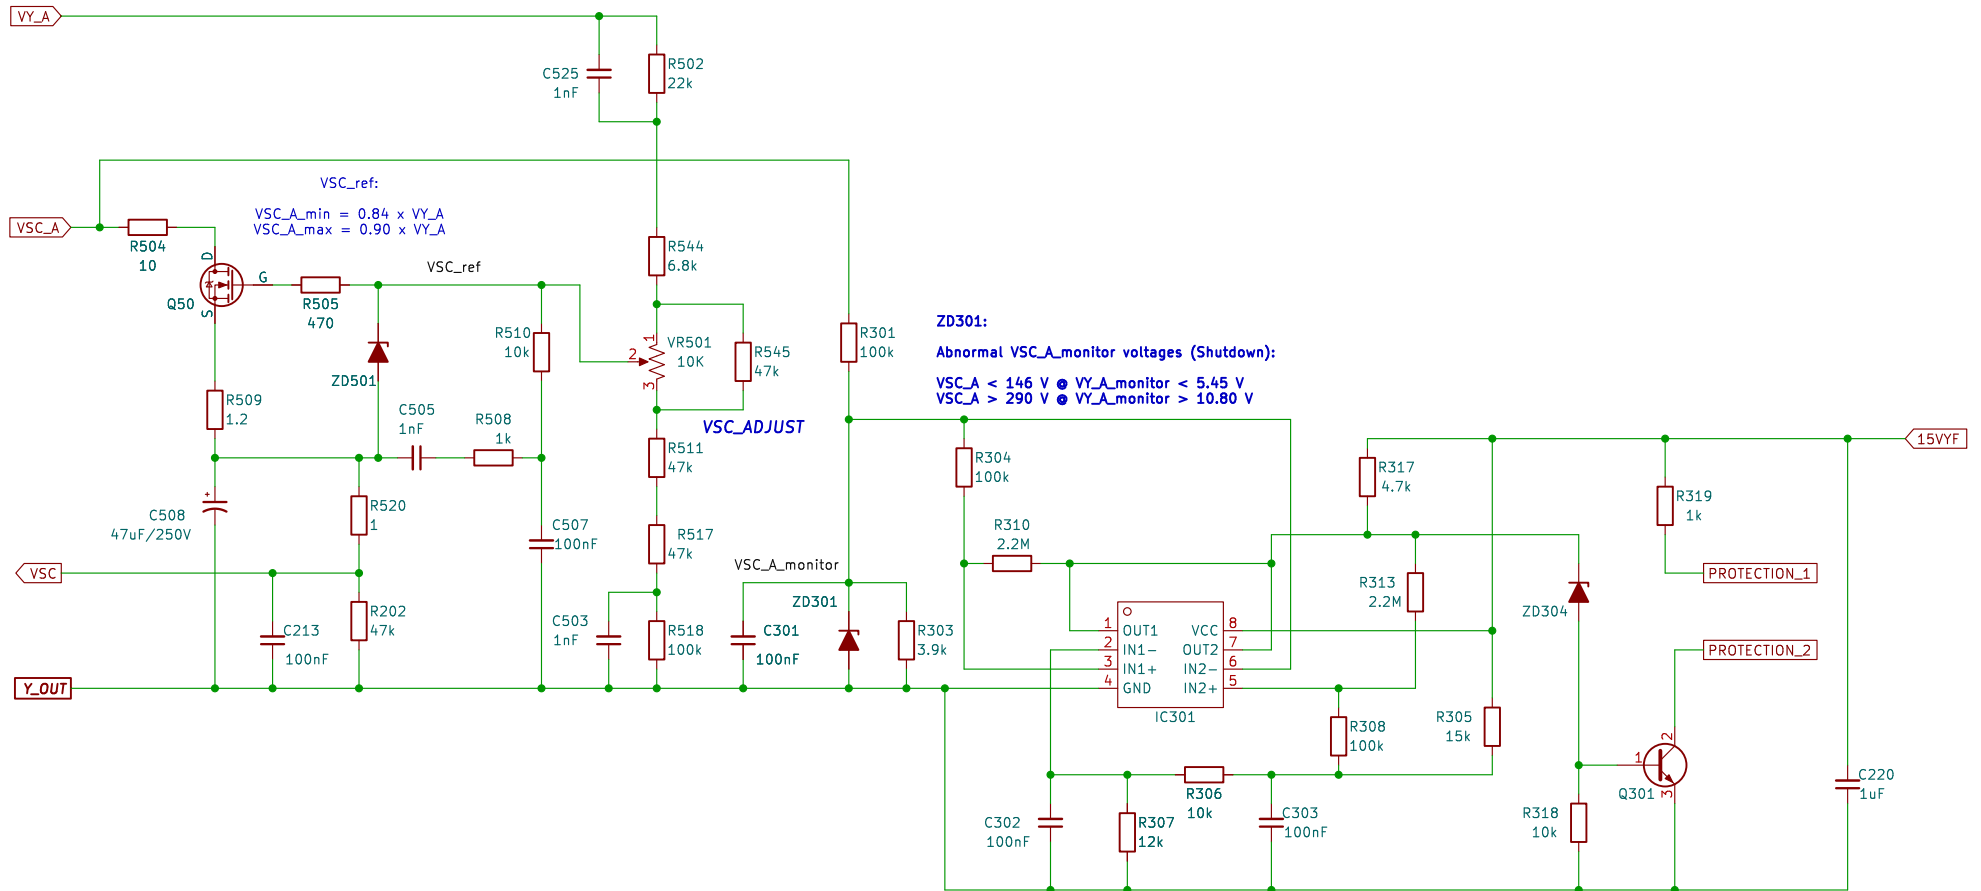 VY_A
C525
1nF
R502
22k
VSC_ref:
VSC_A_min = 0.84 x VY_A
VSC_A_max = 0.90 x VY_A
VSC_A
R504
10
D
G
S
Q50
R505
470
VSC_ref
R544
6.8k
ZD501
R510
10k
1
2
3
VR501
10K
R545
47k
R301
100k
ZD301:
Abnormal VSC_A_monitor voltages (Shutdown):
VSC_A < 146 V @ VY_A_monitor < 5.45 V
VSC_A > 290 V @ VY_A_monitor > 10.80 V
R509
1.2
C505
1nF
R508
1k
VSC_ADJUST
R511
47k
R304
100k
R317
4.7k
15VYF
R319
1k
+
C508
47uF/250V
R520
1
C507
100nF
R517
47k
R310
2.2M
VSC_A_monitor
VSC
PROTECTION_1
R313
2.2M
ZD304
C213
100nF
R202
47k
C503
1nF
R518
100k
C301
100nF
ZD301
R303
3.9k
1
2
3
4
OUT1
IN1-
IN1+
GND
VCC
OUT2
IN2-
IN2+
8
7
6
5
IC301
PROTECTION_2
Y_OUT
R308
100k
R305
15k
1
2
3
Q301
C220
1uF
R306
10k
C302
100nF
R307
12k
C303
100nF
R318
10k